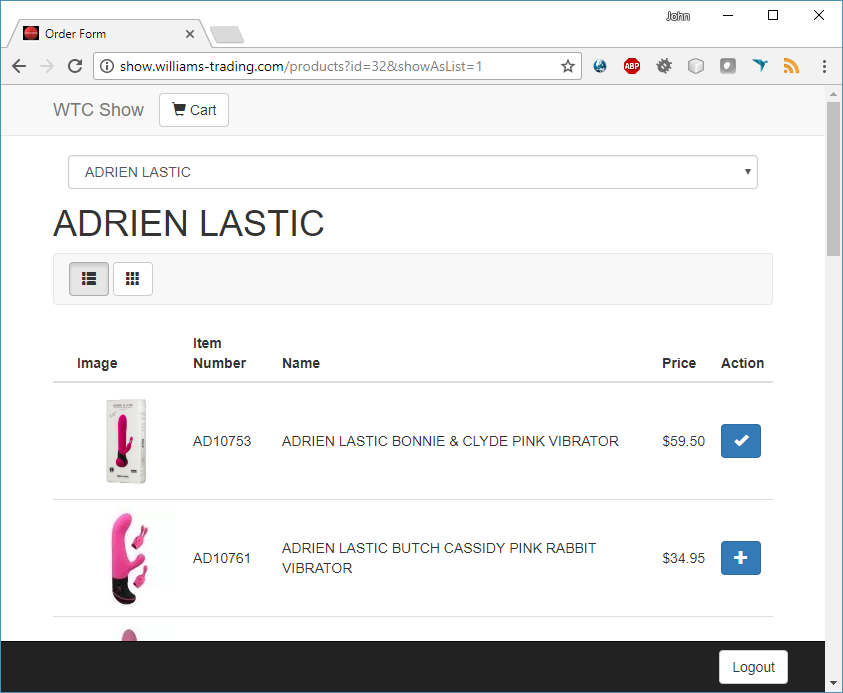 John
Order Form
show.williams-trading.com/products?id=32&showAsList=1
ABP
WTC Show
Cart
ADRIEN LASTIC
ADRIEN LASTIC
Image
Item
Number
Name
Price
Action
AD10753
ADRIEN LASTIC BONNIE & CLYDE PINK VIBRATOR
$59.50
AD10761
ADRIEN LASTIC BUTCH CASSIDY PINK RABBIT
VIBRATOR
$34.95
Logout